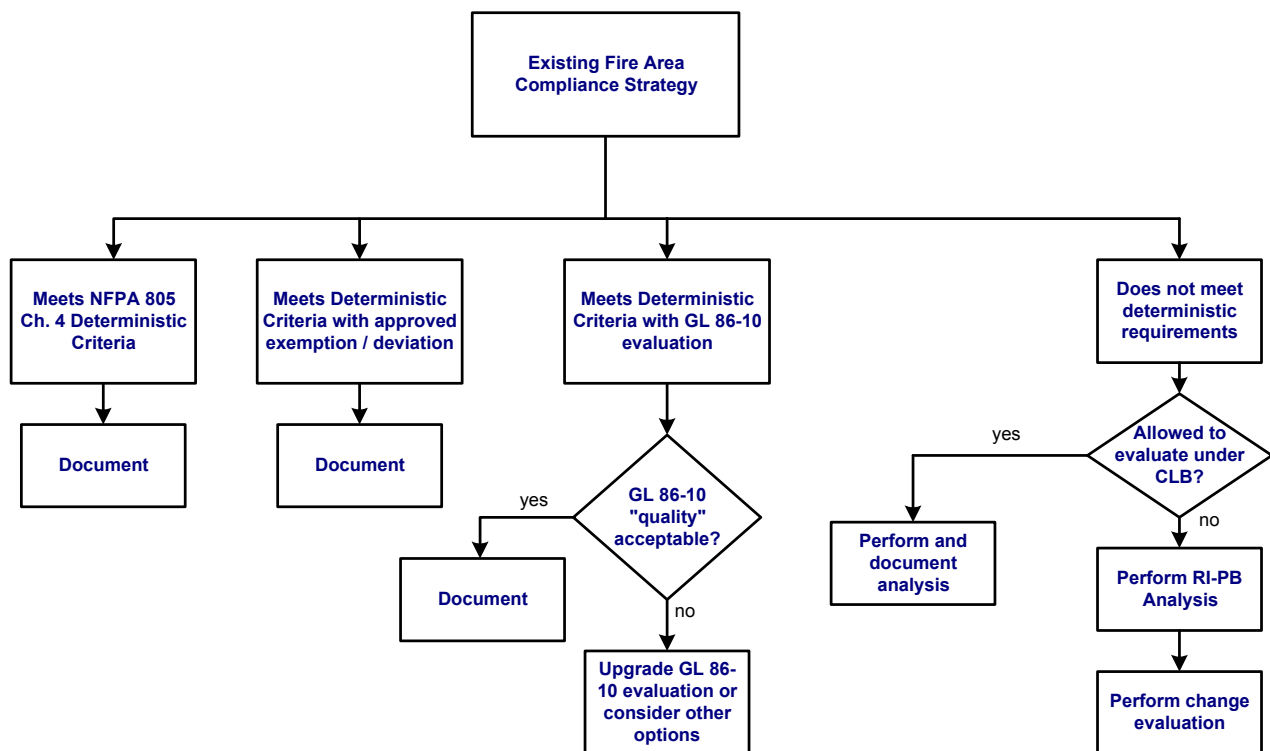 Existing Fire Area
Compliance Strategy
Meets NFPA 805
Ch. 4 Deterministic
Criteria
Meets Deterministic
Criteria with approved
exemption / deviation
Meets Deterministic
Criteria with GL 86-10
evaluation
Does not meet
deterministic
requirements
Document
Document
GL 86-10
"quality"
acceptable?
yes
no
Document
Upgrade GL 86-
10 evaluation or
consider other
options
Allowed to
evaluate under
CLB?
yes
no
Perform and
document
analysis
Perform RI-PB
Analysis
Perform change
evaluation